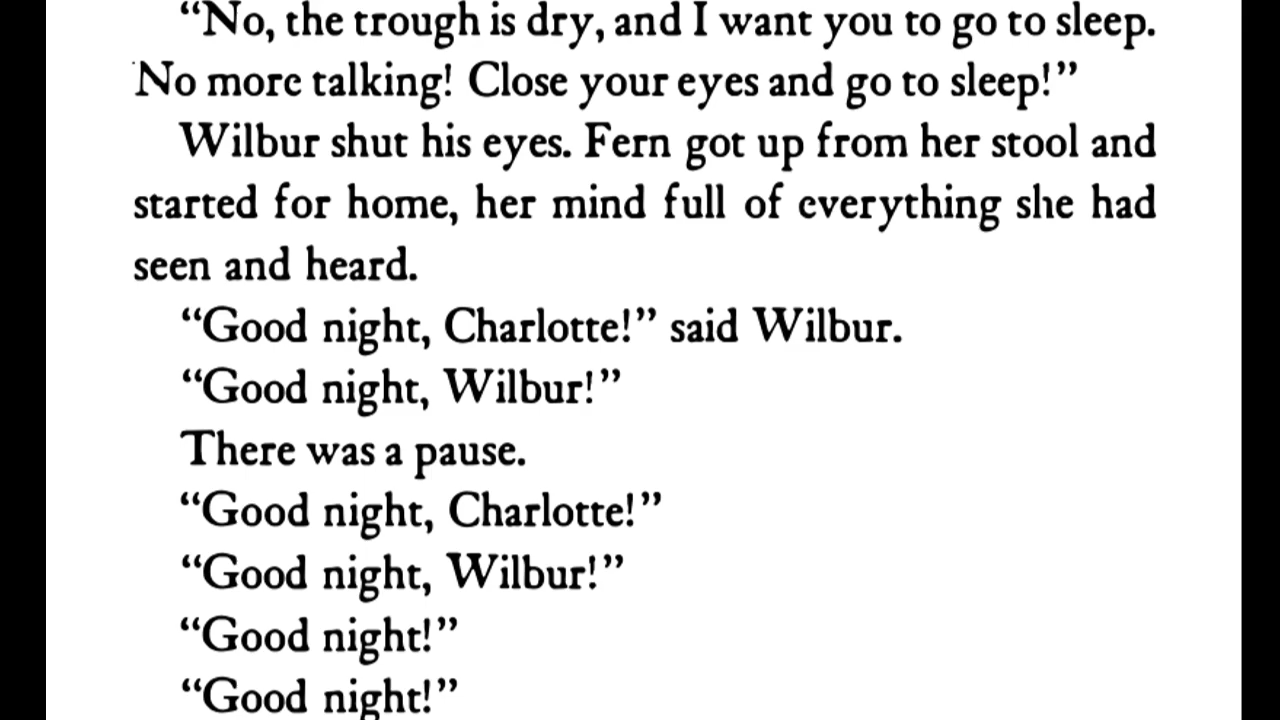 “No, the trough is dry, and I want you to go to sleep.
No more talking! Close your eyes and go to sleep!”
Wilbur shut his eyes. Fern got up from her stool and
started for home, her mind full of everything she had
seen and heard.
“Good night, Charlotte!” said Wilbur.
“Good night, Wilbur!”
There was a pause.
“Good night, Charlotte!”
“Good night, Wilbur!”
“Good night!”
“Good night!”